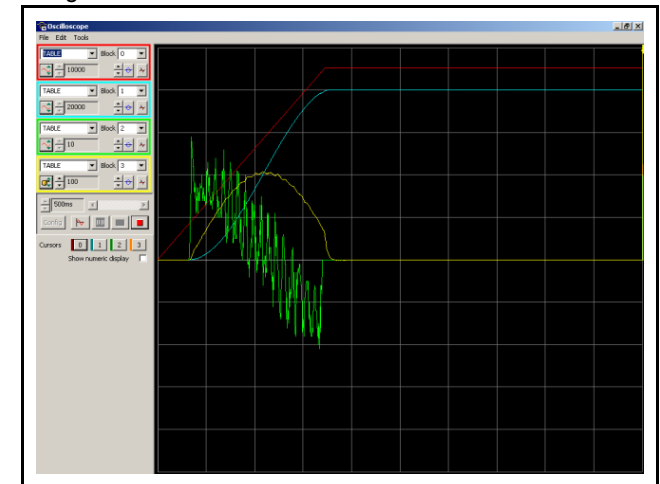 Oscilloscope
File Edit Tools
TABLE Block 0
10000
TABLE Block 1
20000
TABLE Block 2
10
TABLE Block 3
100
500ms
Config
Cursors 0 1 2 3
Show numeric display